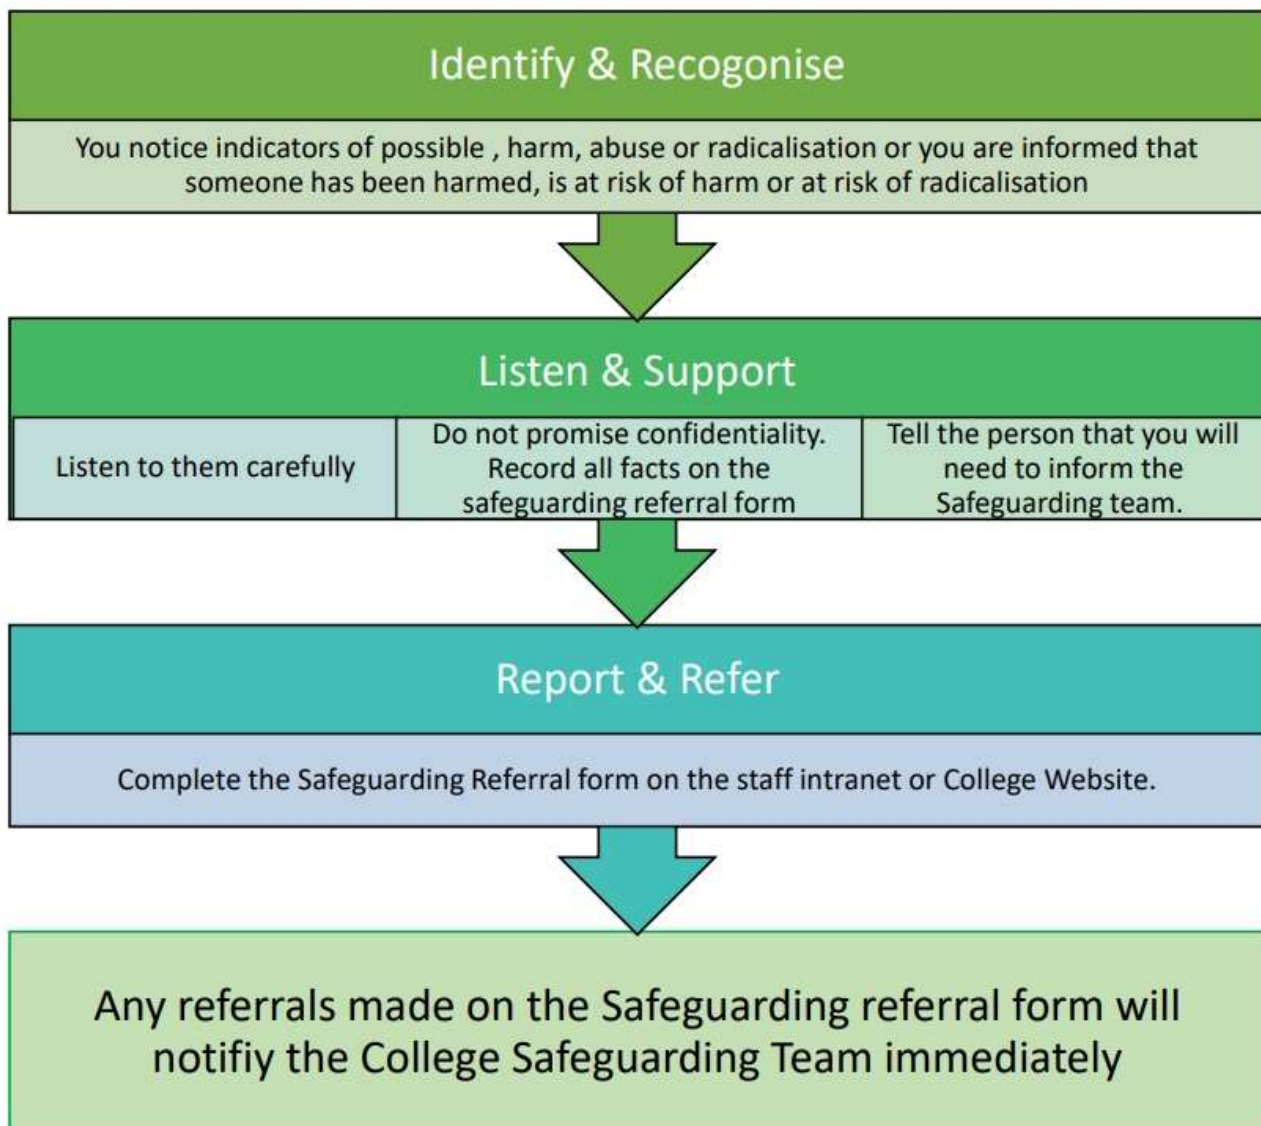 Identify & Recogonise
You notice indicators of possible , harm, abuse or radicalisation or you are informed that
someone has been harmed, is at risk of harm or at risk of radicalisation
Listen & Support
Listen to them carefully
Do not promise confidentiality.
Record all facts on the
safeguarding referral form
Tell the person that you will
need to inform the
Safeguarding team.
Report & Refer
Complete the Safeguarding Referral form on the staff intranet or College Website.
Any referrals made on the Safeguarding referral form will
notifiy the College Safeguarding Team immediately